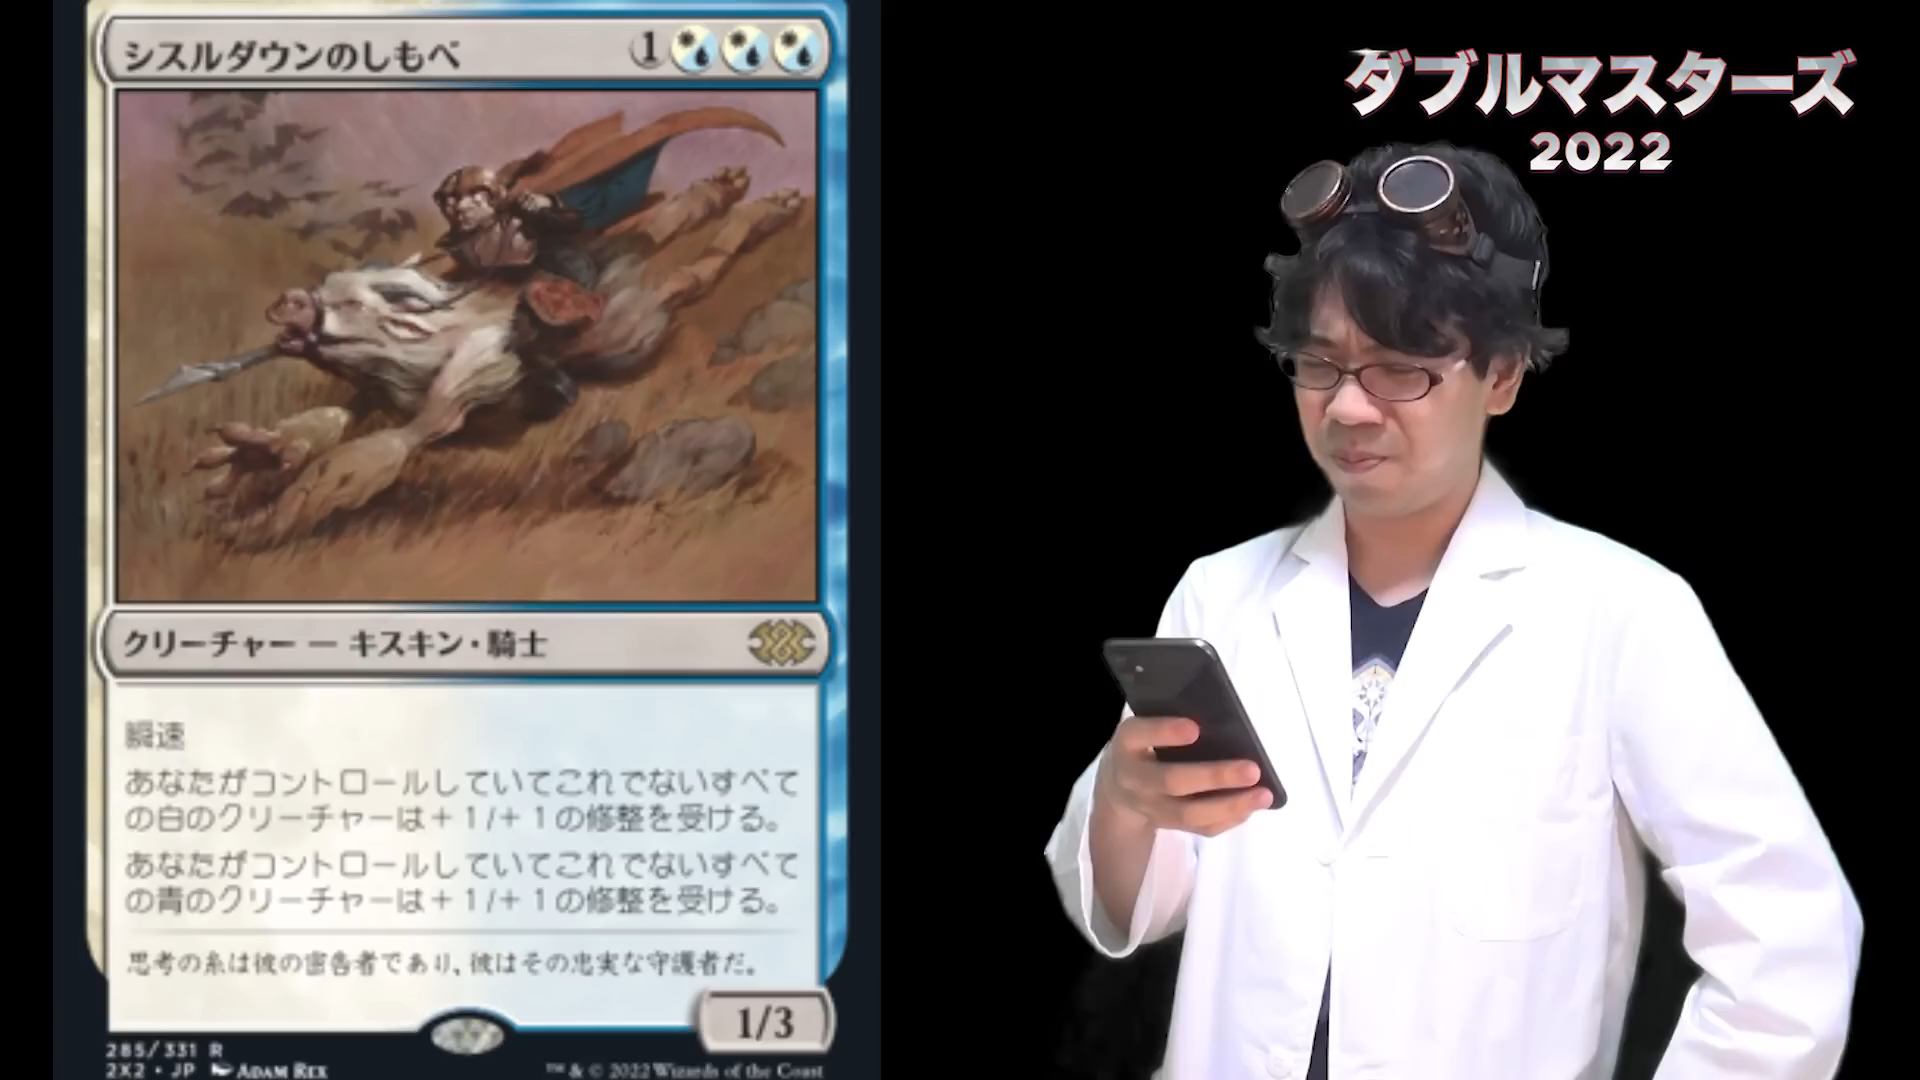 シスルダウンのしもべ
1
クリーチャー ― キスキン・騎士
瞬速
あなたがコントロールしていてこれでないすべて
の白のクリーチャーは+1/+1の修整を受ける。
あなたがコントロールしていてこれでないすべて
の青のクリーチャーは+1/+1の修整を受ける。
思考の糸は彼の密告者であり、彼はその忠実な守護者だ。
1/3
285/331 R
2X2 • JP ADAM REX
™ & © 2022 Wizards of the Coast
ダブルマスターズ
2022